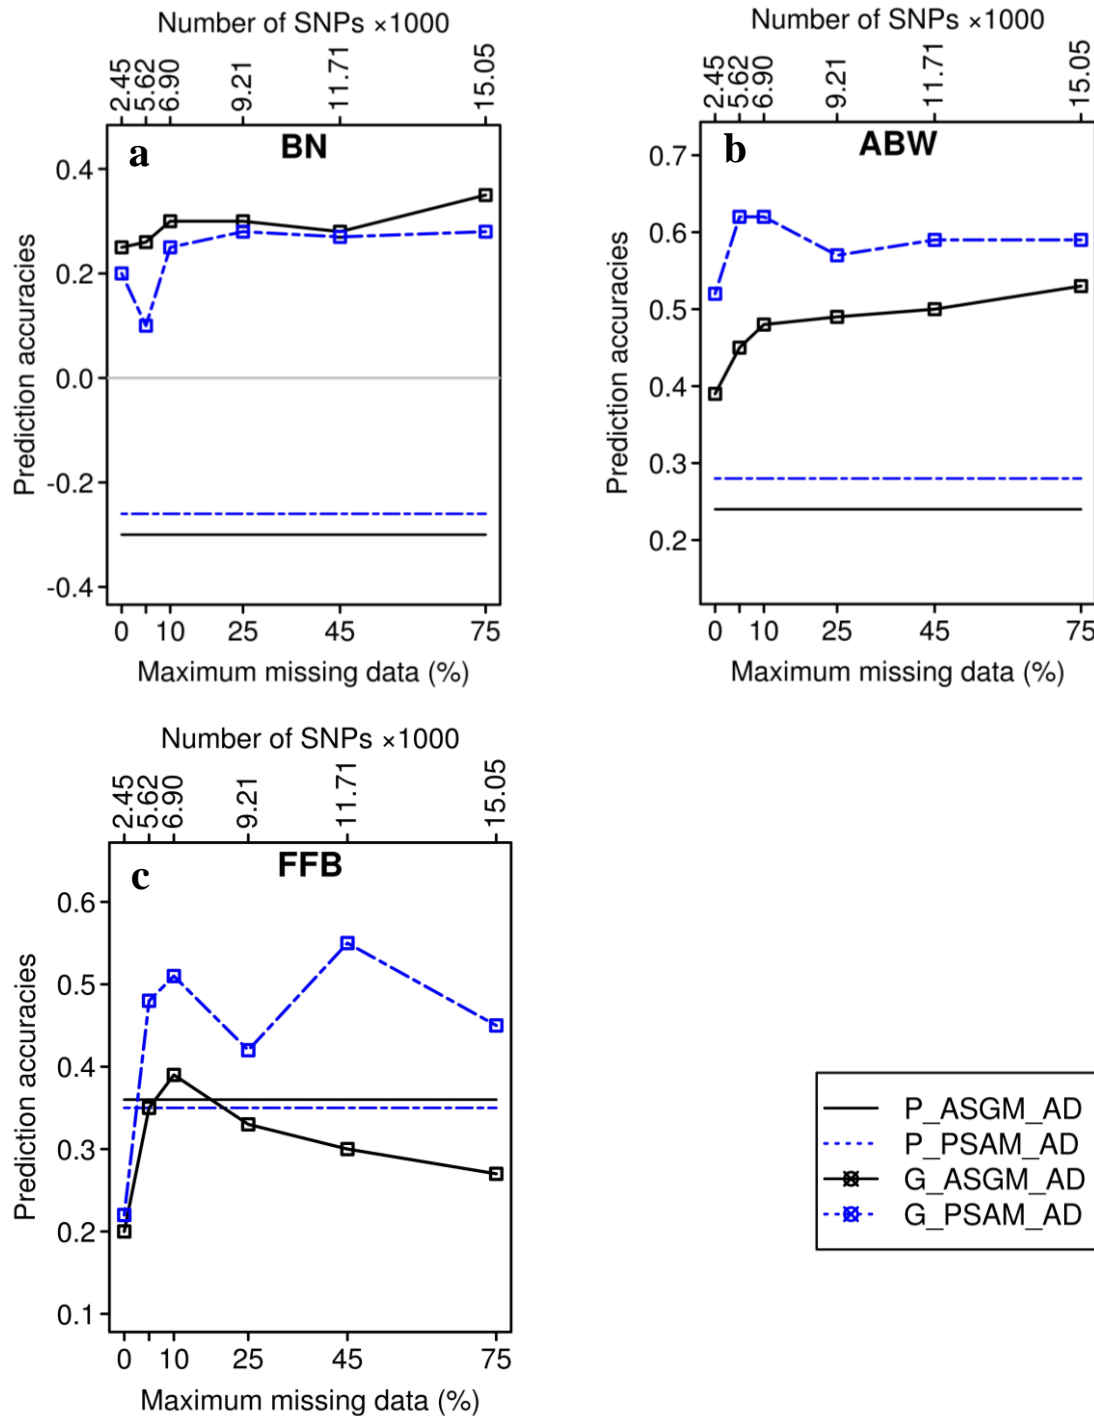 Number of SNPs ×1000
2.45 5.62 6.90 9.21 11.71 15.05
a BN
Prediction accuracies
0.4
0.2
0.0
-0.2
-0.4
0 10 25 45 75
Maximum missing data (%)
Number of SNPs ×1000
2.45 5.62 6.90 9.21 11.71 15.05
b ABW
Prediction accuracies
0.7
0.6
0.5
0.4
0.3
0.2
0 10 25 45 75
Maximum missing data (%)
Number of SNPs ×1000
2.45 5.62 6.90 9.21 11.71 15.05
c FFB
Prediction accuracies
0.6
0.5
0.4
0.3
0.2
0.1
0 10 25 45 75
Maximum missing data (%)
P_ASGM_AD
P_PSAM_AD
G_ASGM_AD
G_PSAM_AD